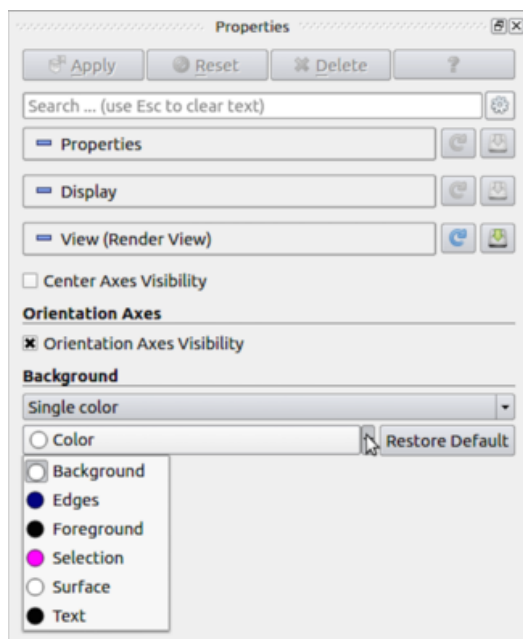 Properties
Apply Reset Delete ?
Search ... (use Esc to clear text)
Properties
Display
View (Render View)
Center Axes Visibility
Orientation Axes
Orientation Axes Visibility
Background
Single color
Color Restore Default
Background
Edges
Foreground
Selection
Surface
Text